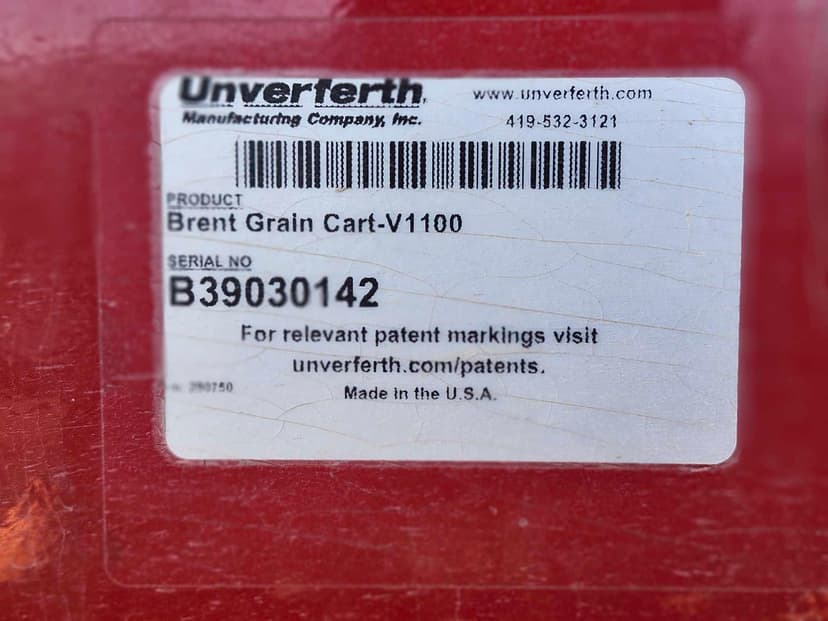 Unverferth
www.unverferth.com
Manufacturing Company, Inc.
419-532-3121
PRODUCT
Brent Grain Cart-V1100
SERIAL NO
B39030142
For relevant patent markings visit
unverferth.com/patents.
Made in the U.S.A.